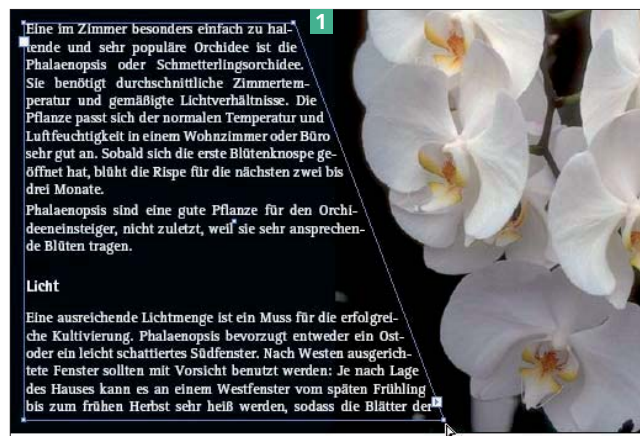 1
Eine im Zimmer besonders einfach zu hal-
tende und sehr populäre Orchidee ist die
Phalaenopsis oder Schmetterlingsorchidee.
Sie benötigt durchschnittliche Zimmertem-
peratur und gemäßigte Lichtverhältnisse. Die
Pflanze passt sich der normalen Temperatur und
Luftfeuchtigkeit in einem Wohnzimmer oder Büro
sehr gut an. Sobald sich die erste Blütenknospe ge-
öffnet hat, blüht die Rispe für die nächsten zwei bis
drei Monate.
Phalaenopsis sind eine gute Pflanze für den Orchi-
deeneinsteiger, nicht zuletzt, weil sie sehr ansprechen-
de Blüten tragen.
Licht
Eine ausreichende Lichtmenge ist ein Muss für die erfolgrei-
che Kultivierung. Phalaenopsis bevorzugt entweder ein Ost-
oder ein leicht schattiertes Südfenster. Nach Westen ausgerich-
tete Fenster sollten mit Vorsicht benutzt werden: Je nach Lage
des Hauses kann es an einem Westfenster vom späten Frühling
bis zum frühen Herbst sehr heiß werden, sodass die Blätter der